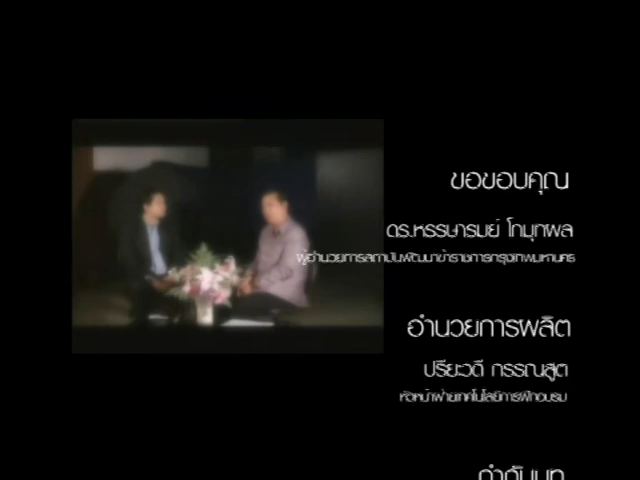 ขอขอบคุณ
ดร.หรรษารมย์ โกมุทผล
ผู้อำนวยการสถาบันพัฒนาข้าราชการกรุงเทพมหานคร
อำนวยการผลิต
ปรียะวดี กรรณสูต
หัวหน้าฝ่ายเทคโนโลยีการฝึกอบรม